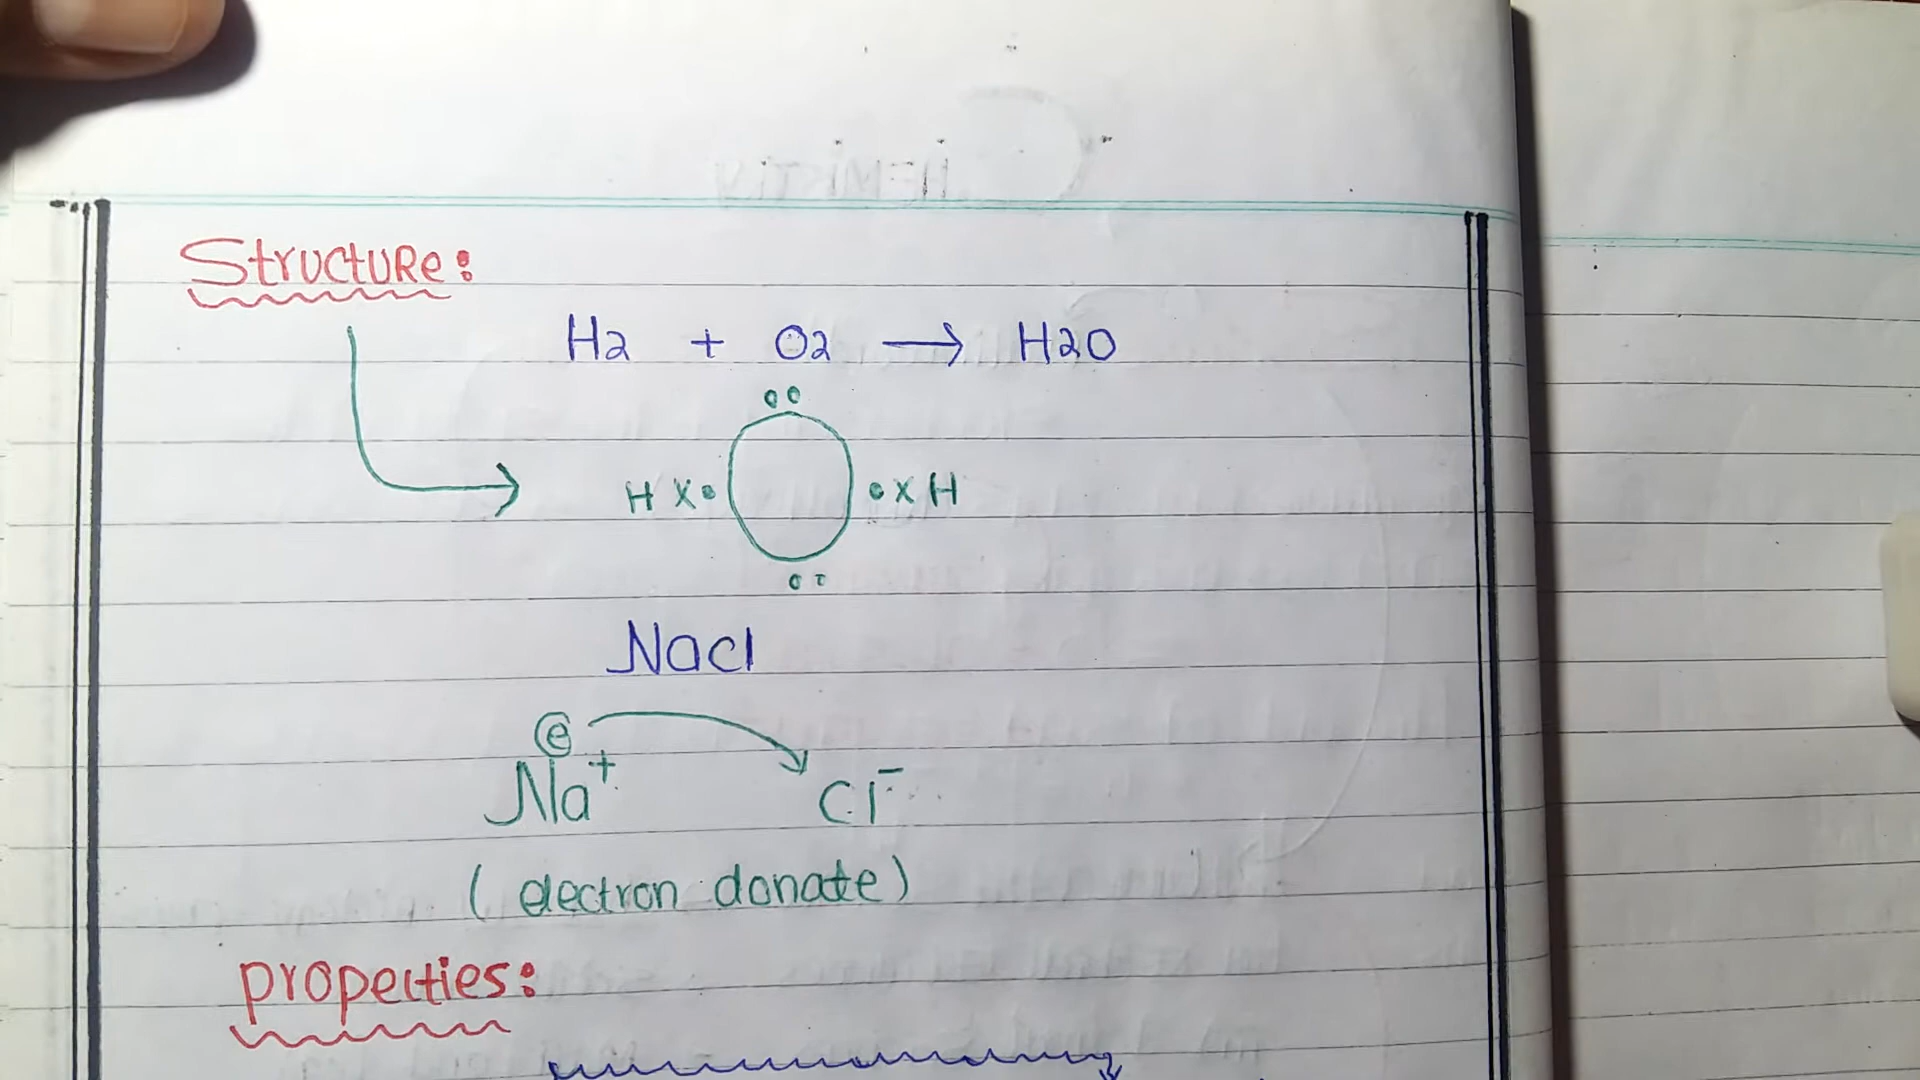 Structure:
H2 + O2 → H2O
H x• O •x H
NaCl
e
Na+ Cl-
(electron donate)
properties: